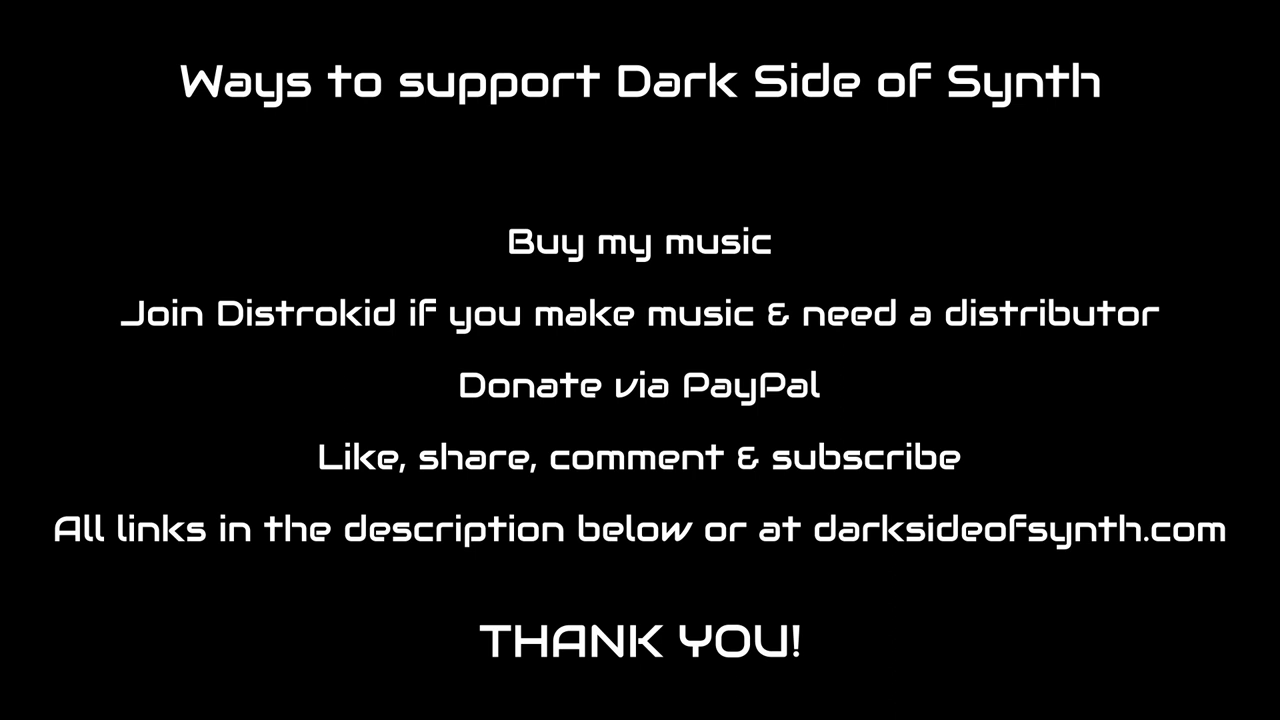 Ways to support Dark Side of Synth
Buy my music
Join Distrokid if you make music & need a distributor
Donate via PayPal
Like, share, comment & subscribe
All links in the description below or at darksideofsynth.com
THANK YOU!